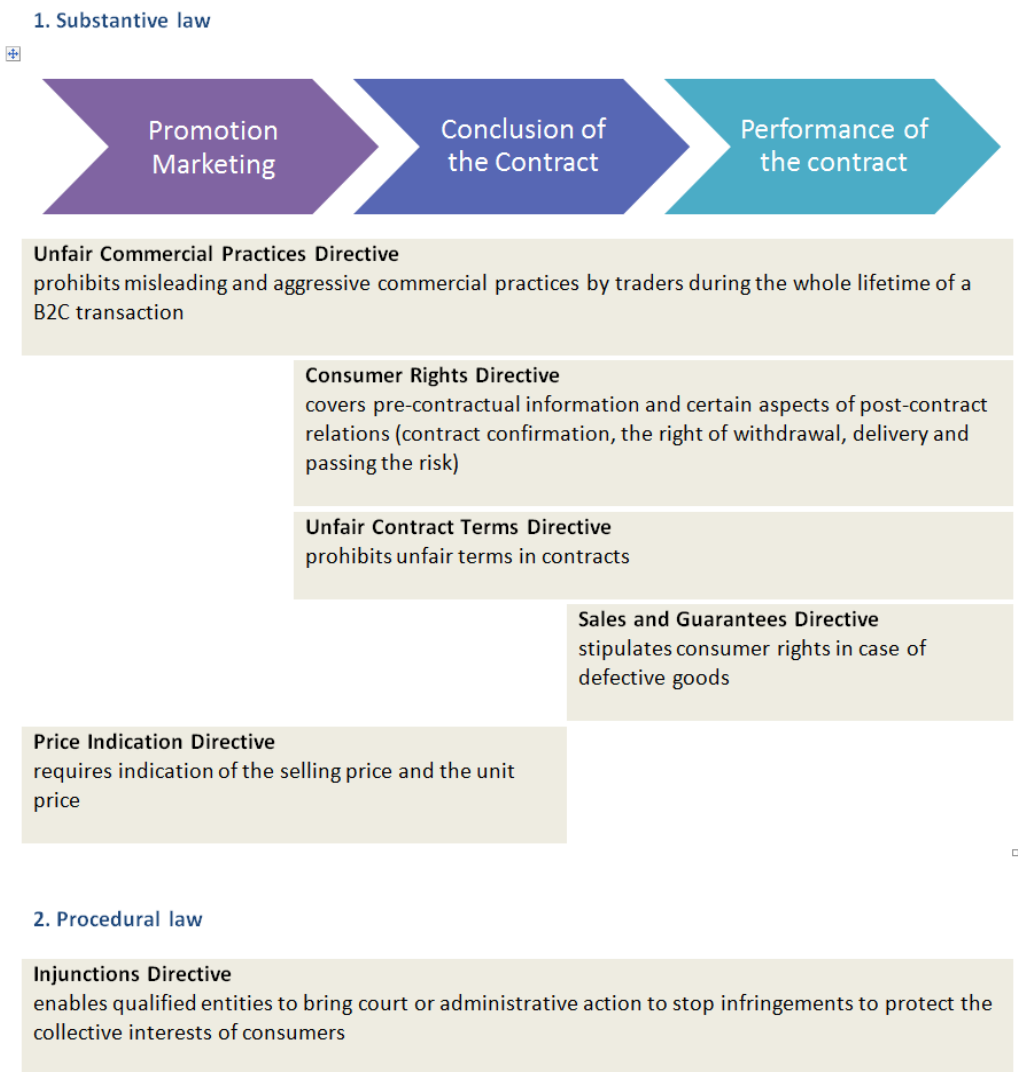 1. Substantive law
Promotion
Marketing
Conclusion of
the Contract
Performance of
the contract
Unfair Commercial Practices Directive
prohibits misleading and aggressive commercial practices by traders during the whole lifetime of a
B2C transaction
Consumer Rights Directive
covers pre-contractual information and certain aspects of post-contract
relations (contract confirmation, the right of withdrawal, delivery and
passing the risk)
Unfair Contract Terms Directive
prohibits unfair terms in contracts
Sales and Guarantees Directive
stipulates consumer rights in case of
defective goods
Price Indication Directive
requires indication of the selling price and the unit
price
2. Procedural law
Injunctions Directive
enables qualified entities to bring court or administrative action to stop infringements to protect the
collective interests of consumers